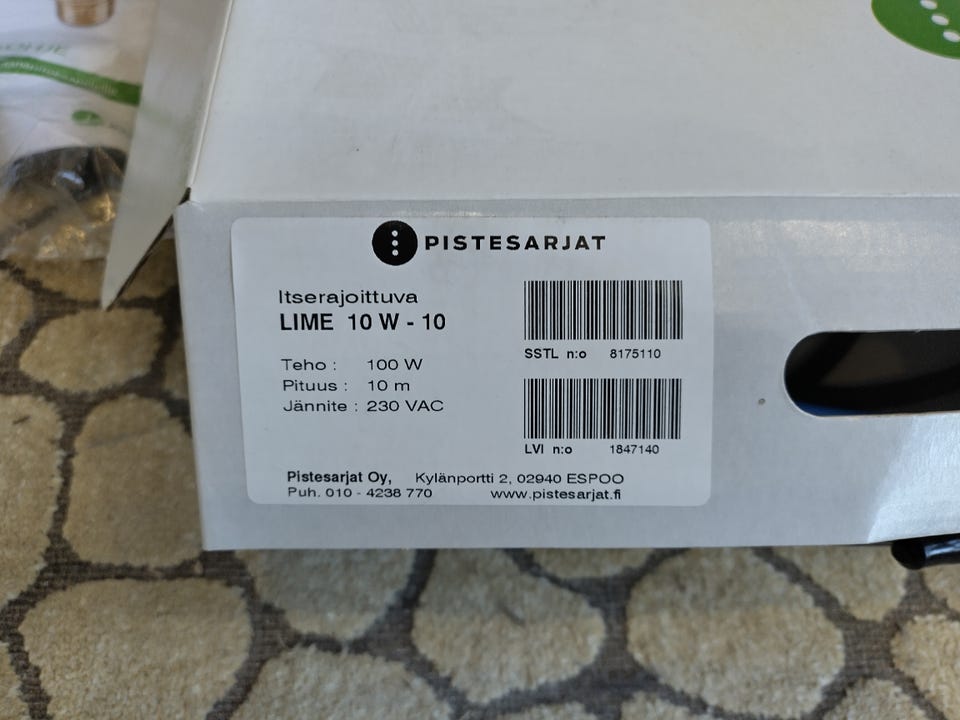 PISTESARJAT
Itserajoittuva
LIME 10 W - 10
Teho : 100 W
Pituus : 10 m
Jännite : 230 VAC
SSTL n:o 8175110
LVI n:o 1847140
Pistesarjat Oy, Kylänportti 2, 02940 ESPOO
Puh. 010 - 4238 770 www.pistesarjat.fi